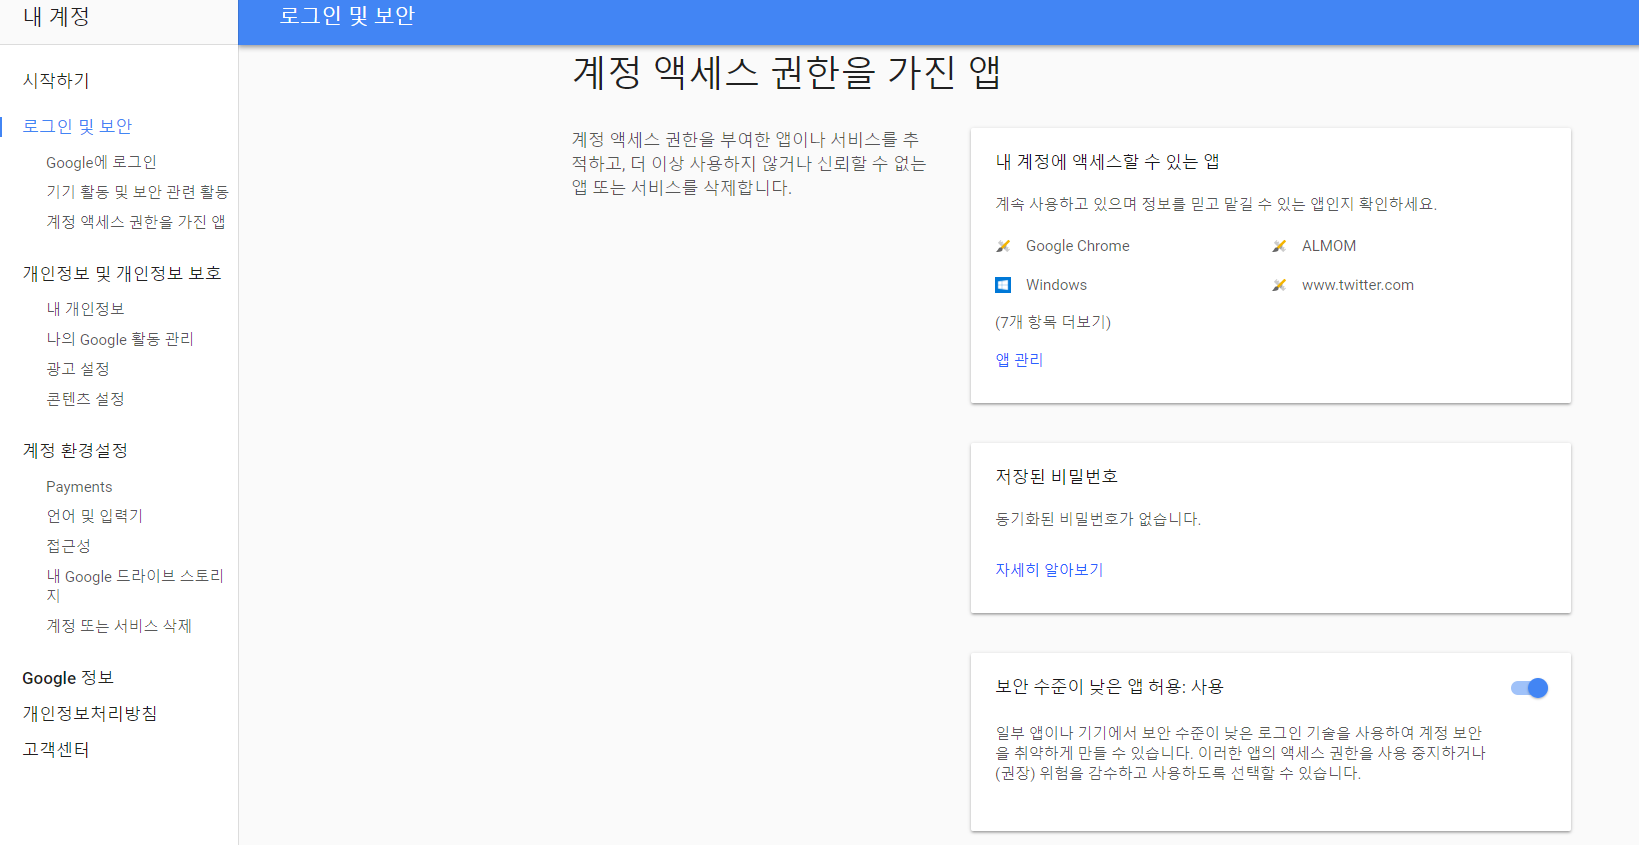 내 계정
로그인 및 보안
시작하기
로그인 및 보안
Google에 로그인
기기 활동 및 보안 관련 활동
계정 액세스 권한을 가진 앱
개인정보 및 개인정보 보호
내 개인정보
나의 Google 활동 관리
광고 설정
콘텐츠 설정
계정 환경설정
Payments
언어 및 입력기
접근성
내 Google 드라이브 스토리
지
계정 또는 서비스 삭제
Google 정보
개인정보처리방침
고객센터
계정 액세스 권한을 가진 앱
계정 액세스 권한을 부여한 앱이나 서비스를 추
적하고, 더 이상 사용하지 않거나 신뢰할 수 없는
앱 또는 서비스를 삭제합니다.
내 계정에 액세스할 수 있는 앱
계속 사용하고 있으며 정보를 믿고 맡길 수 있는 앱인지 확인하세요.
Google Chrome
ALMOM
Windows
www.twitter.com
(7개 항목 더보기)
앱 관리
저장된 비밀번호
동기화된 비밀번호가 없습니다.
자세히 알아보기
보안 수준이 낮은 앱 허용: 사용
일부 앱이나 기기에서 보안 수준이 낮은 로그인 기술을 사용하여 계정 보안
을 취약하게 만들 수 있습니다. 이러한 앱의 액세스 권한을 사용 중지하거나
(권장) 위험을 감수하고 사용하도록 선택할 수 있습니다.